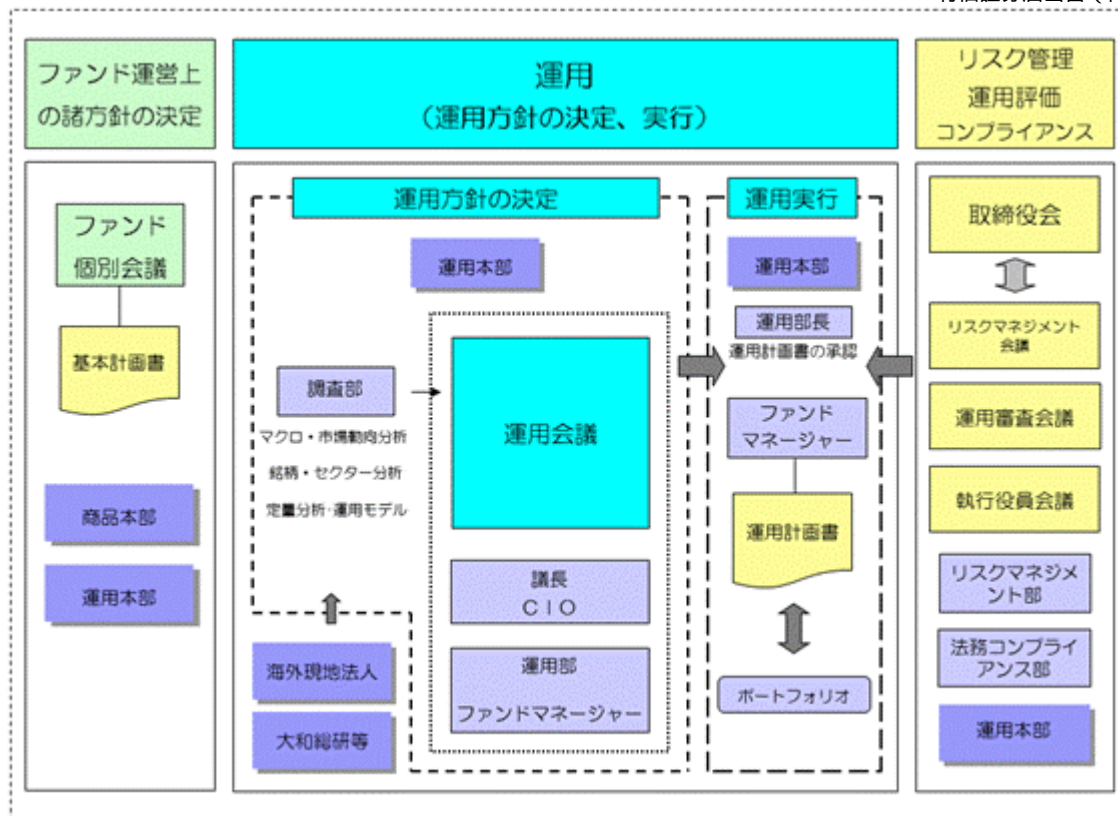 ファンド運営上
の諸方針の決定
運用
（運用方針の決定、実行）
リスク管理
運用評価
コンプライアンス
ファンド
個別会議
基本計画書
商品本部
運用本部
運用方針の決定
運用本部
調査部
マクロ・市場動向分析
銘柄・セクター分析
定量分析・運用モデル
運用会議
議長
CIO
運用部
ファンドマネージャー
海外現地法人
大和総研等
運用実行
運用本部
運用部長
運用計画書の承認
ファンド
マネージャー
運用計画書
ポートフォリオ
取締役会
リスクマネジメント
会議
運用審査会議
執行役員会議
リスクマネジメ
ント部
法務コンプライ
アンス部
運用本部